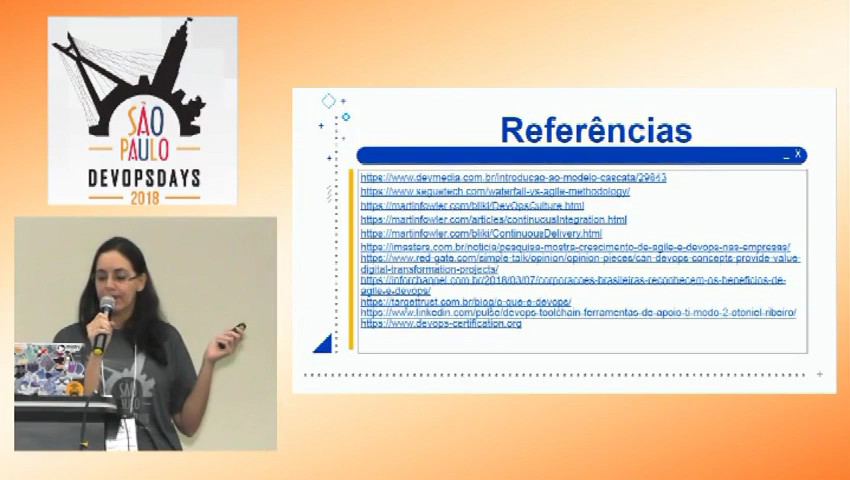 SÃO
PAULO
DEVOPSDAYS
2018
Referências
https://www.devmedia.com.br/introducao-ao-modelo-cascata/29843
https://www.seguetech.com/waterfall-vs-agile-methodology/
https://martinfowler.com/bliki/DevOpsCulture.html
https://martinfowler.com/articles/continuousIntegration.html
https://martinfowler.com/bliki/ContinuousDelivery.html
https://imasters.com.br/noticia/pesquisa-mostra-crescimento-de-agile-e-devops-nas-empresas/
https://www.red-gate.com/simple-talk/opinion/opinion-pieces/can-devops-concepts-provide-value-
digital-transformation-projects/
https://inforchannel.com.br/2018/03/07/corporacoes-brasileiras-reconhecem-os-beneficios-de-
agile-e-devops/
https://targettrust.com.br/blog/o-que-e-devops/
https://www.linkedin.com/pulse/devops-toolchain-ferramentas-de-apoio-ti-modo-2-otoniel-ribeiro/
https://www.devops-certification.org
SÃO